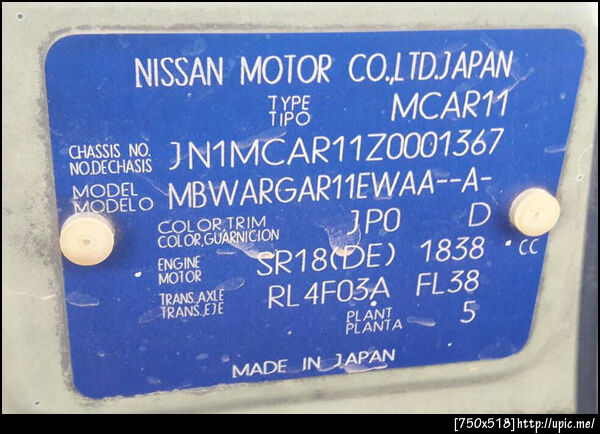 NISSAN MOTOR CO.,LTD.JAPAN
TYPE
TIPO MCAR11
CHASSIS NO.
NO.DECHASIS JN1MCAR11Z0001367
MODEL
MODELO MBWARGAR11EWAA--A-
COLOR,TRIM
COLOR,GUARNICION JP0 D
ENGINE
MOTOR SR18(DE) 1838 CC
TRANS.AXLE
TRANS.EJE RL4F03A FL38
PLANT
PLANTA 5
MADE IN JAPAN
[750x518]http://upic.me/